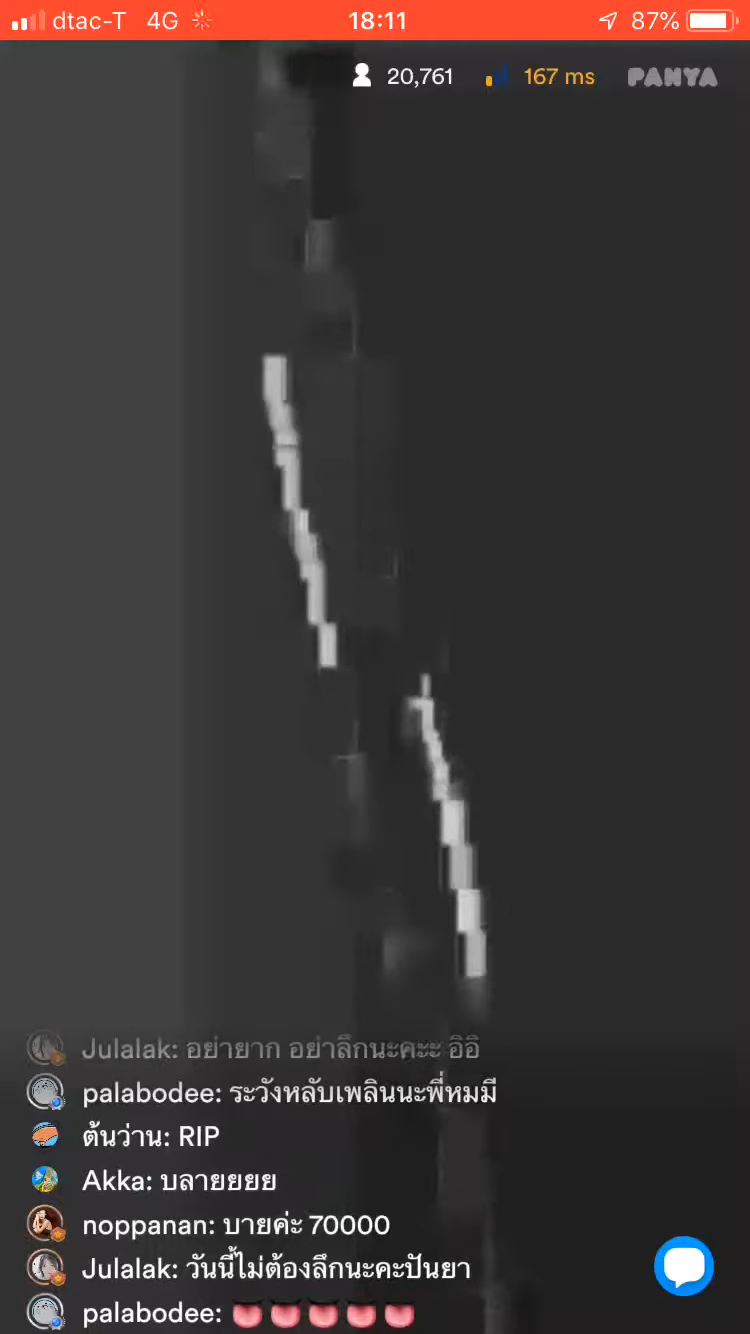 dtac-T 4G 18:11 87%
20,761 167 ms PANYA
Julalak: อย่ายาก อย่าลึกนะคะะ อิอิ
palabodee: ระวังหลับเพลินนะพี่หมมี
ต้นว่าน: RIP
Akka: บลายยยย
noppanan: บายค่ะ 70000
Julalak: วันนี้ไม่ต้องลึกนะคะปันยา
palabodee: 👅👅👅👅👅